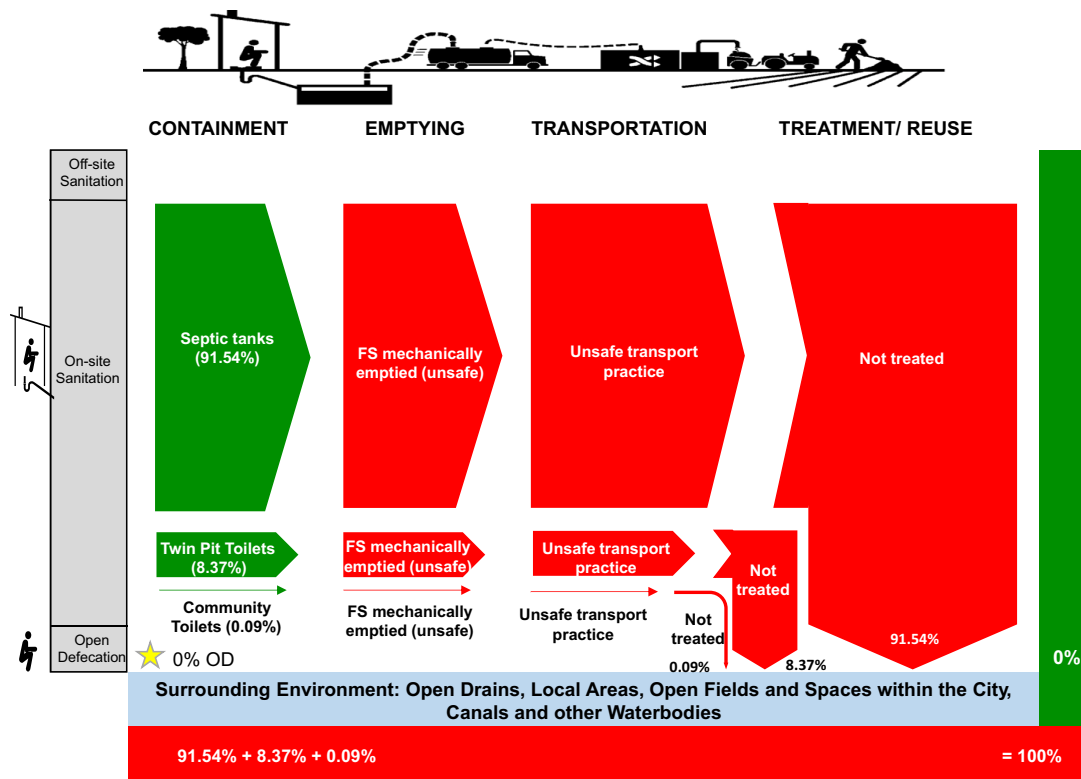 CONTAINMENT
EMPTYING
TRANSPORTATION
TREATMENT/ REUSE
Off-site
Sanitation
On-site
Sanitation
Open
Defecation
Septic tanks
(91.54%)
FS mechanically
emptied (unsafe)
Unsafe transport
practice
Not treated
Twin Pit Toilets
(8.37%)
FS mechanically
emptied (unsafe)
Unsafe transport
practice
Not
treated
Community
Toilets (0.09%)
FS mechanically
emptied (unsafe)
Unsafe transport
practice
Not
treated
0% OD
0.09%
8.37%
91.54%
0%
Surrounding Environment: Open Drains, Local Areas, Open Fields and Spaces within the City,
Canals and other Waterbodies
91.54% + 8.37% + 0.09%
= 100%